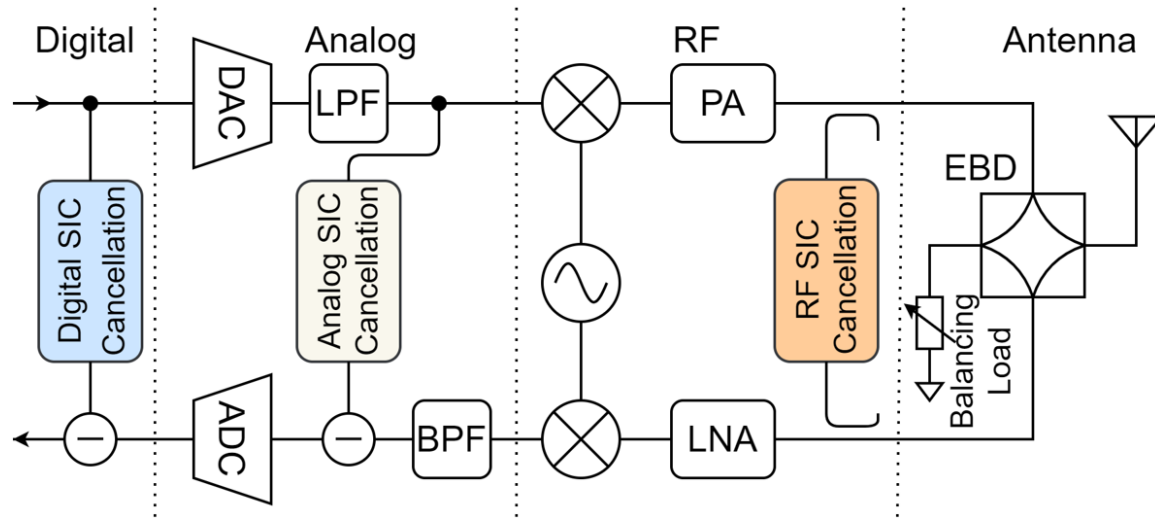 Digital
Analog
RF
Antenna
DAC
LPF
PA
EBD
Digital SIC
Cancellation
Analog SIC
Cancellation
RF SIC
Cancellation
Balancing
Load
ADC
BPF
LNA